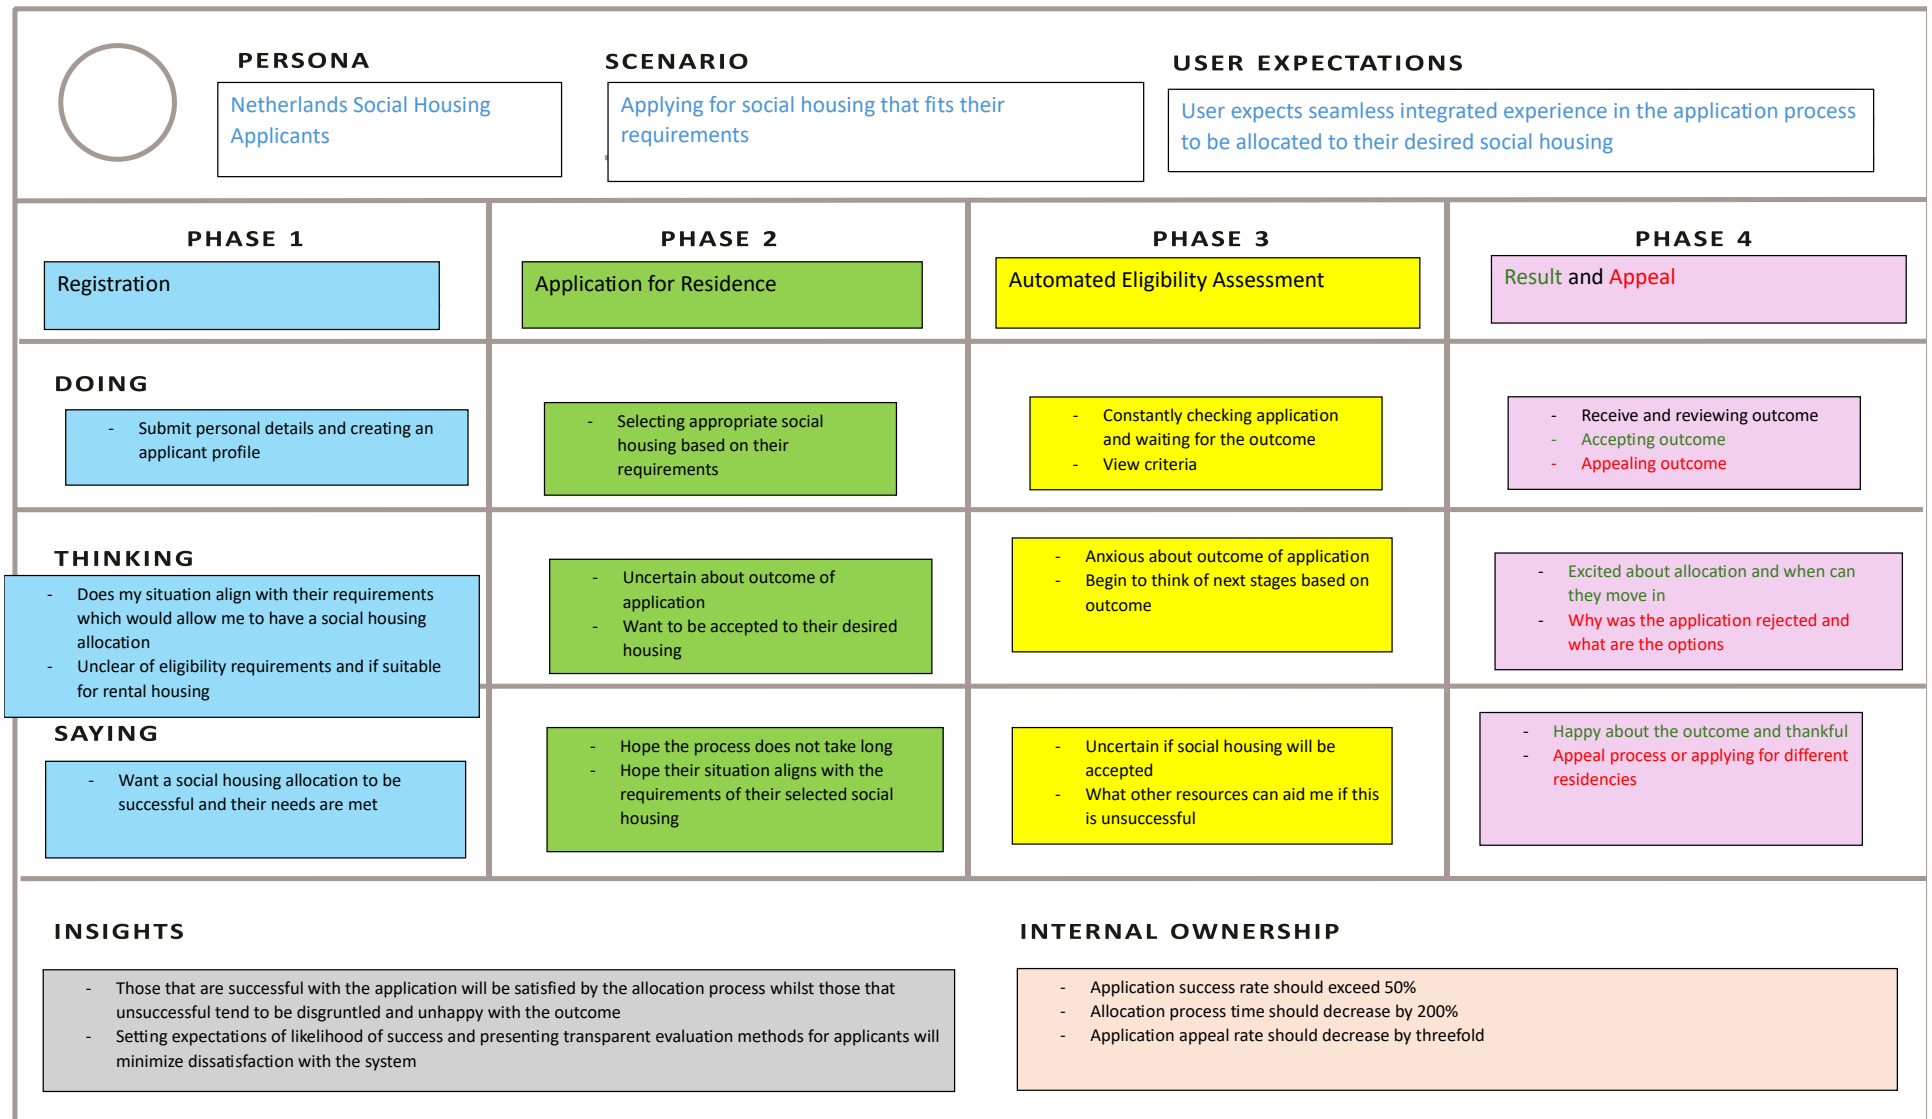 PERSONA
Netherlands Social Housing
Applicants
SCENARIO
Applying for social housing that fits their
requirements
USER EXPECTATIONS
User expects seamless integrated experience in the application process
to be allocated to their desired social housing
PHASE 1
Registration
PHASE 2
Application for Residence
PHASE 3
Automated Eligibility Assessment
PHASE 4
Result and Appeal
DOING
- Submit personal details and creating an
applicant profile
- Selecting appropriate social
housing based on their
requirements
- Constantly checking application
and waiting for the outcome
- View criteria
- Receive and reviewing outcome
- Accepting outcome
- Appealing outcome
THINKING
- Does my situation align with their requirements
which would allow me to have a social housing
allocation
- Unclear of eligibility requirements and if suitable
for rental housing
- Uncertain about outcome of
application
- Want to be accepted to their desired
housing
- Anxious about outcome of application
- Begin to think of next stages based on
outcome
- Excited about allocation and when can
they move in
- Why was the application rejected and
what are the options
SAYING
- Want a social housing allocation to be
successful and their needs are met
- Hope the process does not take long
- Hope their situation aligns with the
requirements of their selected social
housing
- Uncertain if social housing will be
accepted
- What other resources can aid me if this
is unsuccessful
- Happy about the outcome and thankful
- Appeal process or applying for different
residencies
INSIGHTS
- Those that are successful with the application will be satisfied by the allocation process whilst those that
unsuccessful tend to be disgruntled and unhappy with the outcome
- Setting expectations of likelihood of success and presenting transparent evaluation methods for applicants will
minimize dissatisfaction with the system
INTERNAL OWNERSHIP
- Application success rate should exceed 50%
- Allocation process time should decrease by 200%
- Application appeal rate should decrease by threefold